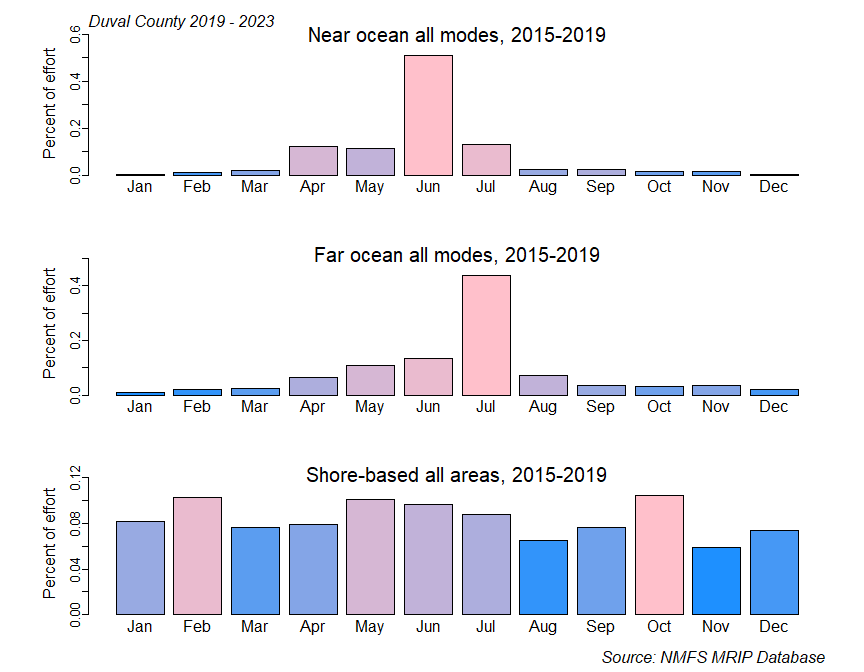 Duval County 2019 - 2023
Near ocean all modes, 2015-2019
Percent of effort
0.0 0.2 0.4 0.6
Jan Feb Mar Apr May Jun Jul Aug Sep Oct Nov Dec
Far ocean all modes, 2015-2019
Percent of effort
0.0 0.2 0.4
Jan Feb Mar Apr May Jun Jul Aug Sep Oct Nov Dec
Shore-based all areas, 2015-2019
Percent of effort
0.00 0.04 0.08 0.12
Jan Feb Mar Apr May Jun Jul Aug Sep Oct Nov Dec
Source: NMFS MRIP Database